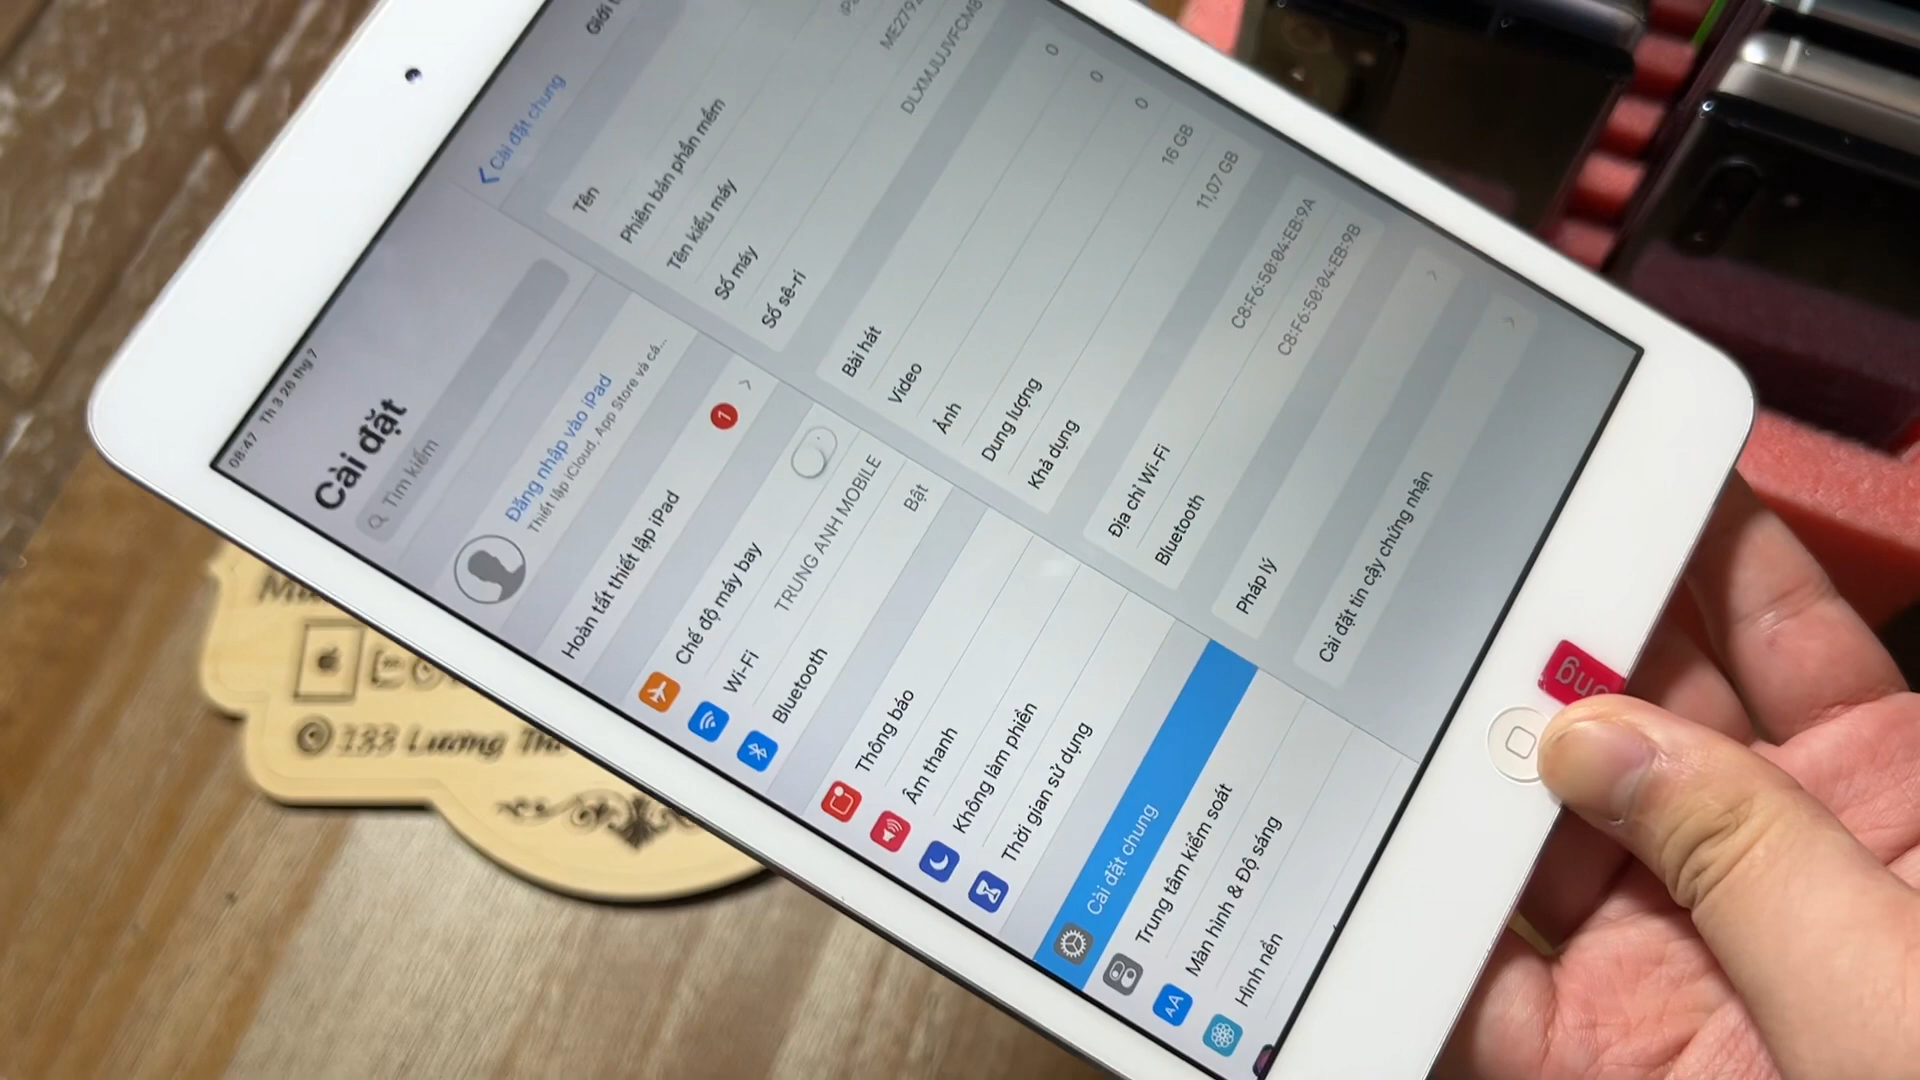 08:47 Th 3 26 thg 7
Cài đặt
Tìm kiếm
Đăng nhập vào iPad
Thiết lập iCloud, App Store và cá...
Hoàn tất thiết lập iPad
1
Chế độ máy bay
Wi-Fi TRUNG ANH MOBILE
Bluetooth Bật
Thông báo
Âm thanh
Không làm phiền
Thời gian sử dụng
Cài đặt chung
Trung tâm kiểm soát
AA Màn hình & Độ sáng
Hình nền
Cài đặt chung
Giới
Tên
Phiên bản phần mềm
Tên kiểu máy
Số máy ME279
Số sê-ri DLXMJUJVFCM8
Bài hát 0
Video 0
Ảnh 0
Dung lượng 16 GB
Khả dụng 11,07 GB
Địa chỉ Wi-Fi C8:F6:50:04:EB:9A
Bluetooth C8:F6:50:04:EB:9B
Pháp lý
Cài đặt tin cậy chứng nhận
ong
133 Lương